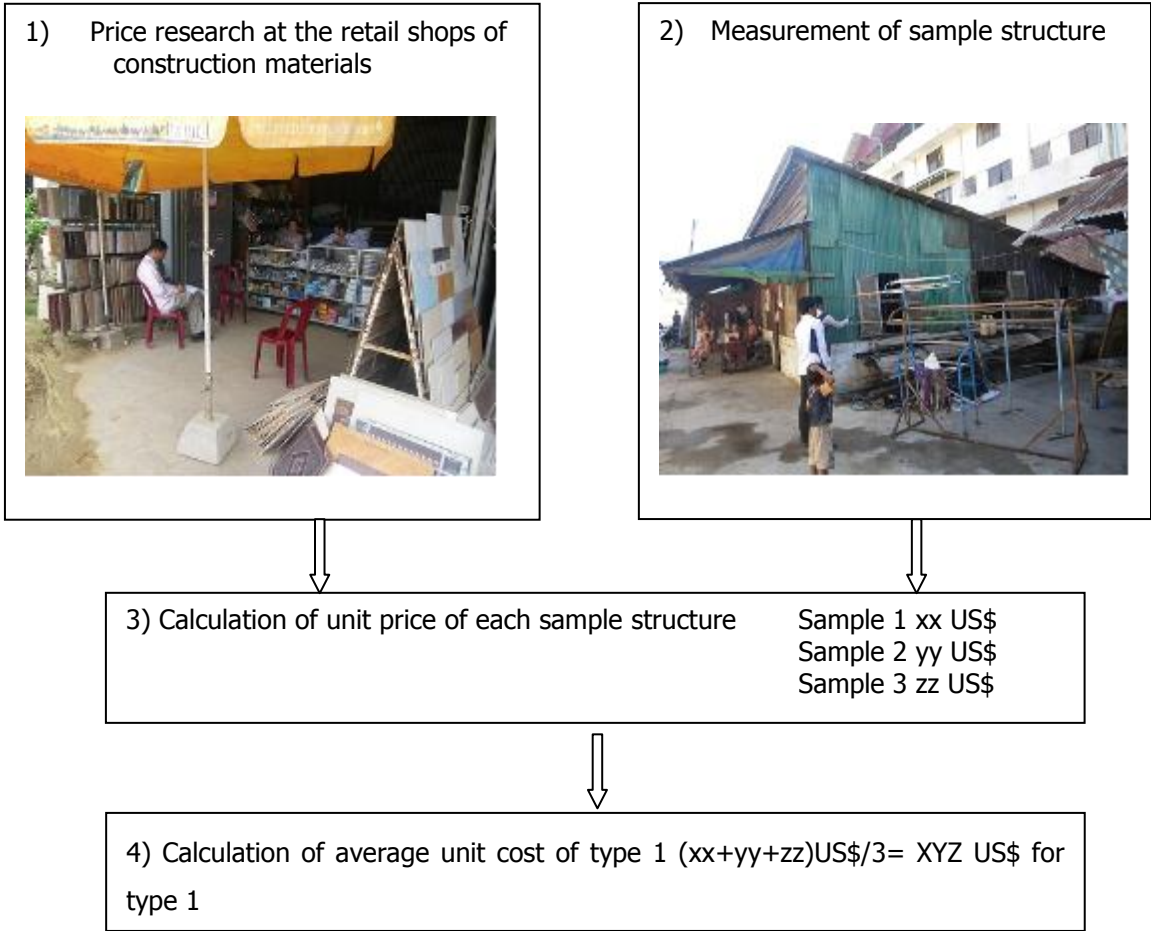 1) Price research at the retail shops of
construction materials
2) Measurement of sample structure
3) Calculation of unit price of each sample structure
Sample 1 xx US$
Sample 2 yy US$
Sample 3 zz US$
4) Calculation of average unit cost of type 1 (xx+yy+zz)US$/3= XYZ US$ for
type 1